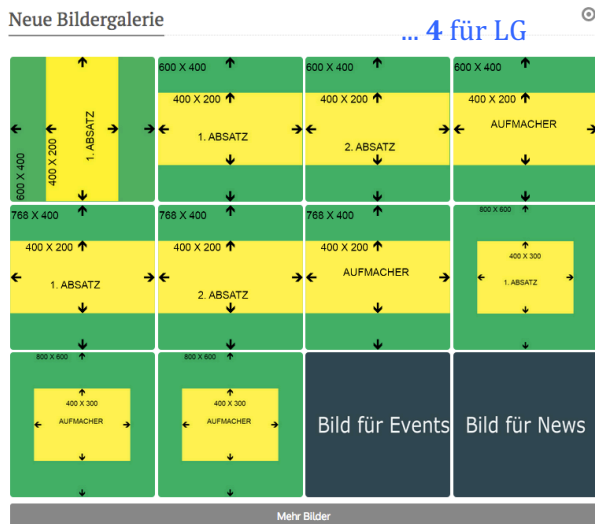 Neue Bildergalerie
... 4 für LG
600 X 400
400 X 200
1. ABSATZ
600 X 400
400 X 200
1. ABSATZ
600 X 400
400 X 200
2. ABSATZ
600 X 400
400 X 200
AUFMACHER
768 X 400
400 X 200
1. ABSATZ
768 X 400
400 X 200
2. ABSATZ
768 X 400
400 X 200
AUFMACHER
800 X 600
400 X 300
1. ABSATZ
800 X 600
400 X 300
AUFMACHER
800 X 600
400 X 300
AUFMACHER
Bild für Events
Bild für News
Mehr Bilder